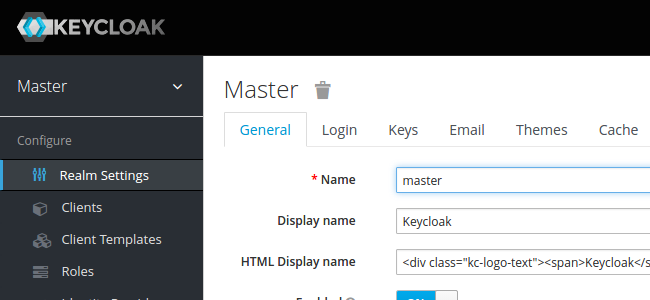 KEYCLOAK
Master
Configure
Realm Settings
Clients
Client Templates
Roles
Master
General Login Keys Email Themes Cache
* Name master
Display name Keycloak
HTML Display name <div class="kc-logo-text"><span>Keycloak</s
Enabled